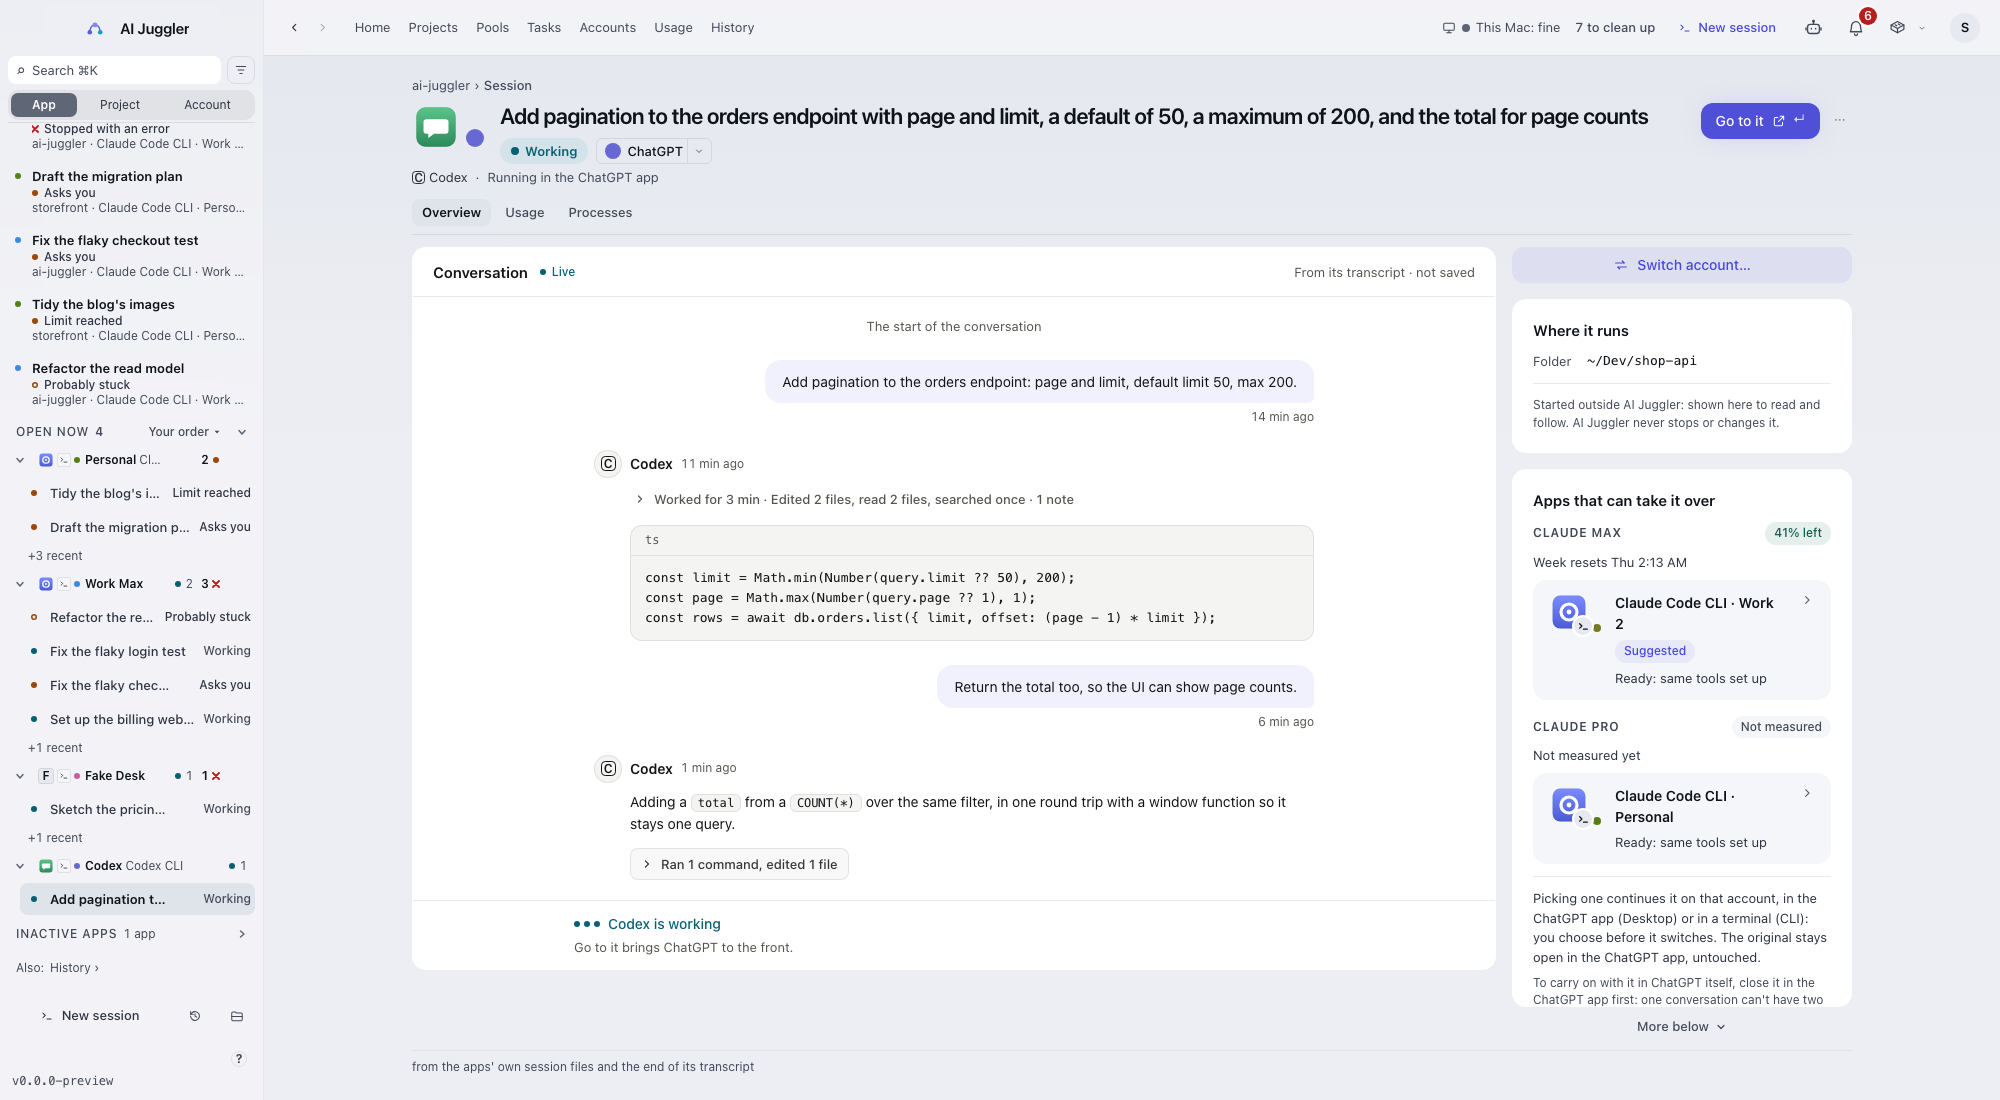 AI Juggler
Search ⌘K
App Project Account
Stopped with an error
ai-juggler · Claude Code CLI · Work ...
Draft the migration plan
Asks you
storefront · Claude Code CLI · Perso...
Fix the flaky checkout test
Asks you
ai-juggler · Claude Code CLI · Work ...
Tidy the blog's images
Limit reached
storefront · Claude Code CLI · Perso...
Refactor the read model
Probably stuck
ai-juggler · Claude Code CLI · Work ...
OPEN NOW 4 Your order
Personal Cl... 2
Tidy the blog's i... Limit reached
Draft the migration p... Asks you
+3 recent
Work Max 2 3
Refactor the re... Probably stuck
Fix the flaky login test Working
Fix the flaky chec... Asks you
Set up the billing web... Working
+1 recent
F Fake Desk 1 1
Sketch the pricin... Working
+1 recent
Codex Codex CLI 1
Add pagination t... Working
INACTIVE APPS 1 app
Also: History ›
New session
?
v0.0.0-preview
Home Projects Pools Tasks Accounts Usage History
This Mac: fine 7 to clean up New session 6 S
ai-juggler › Session
Add pagination to the orders endpoint with page and limit, a default of 50, a maximum of 200, and the total for page counts
Go to it
Working ChatGPT
C Codex · Running in the ChatGPT app
Overview Usage Processes
Conversation Live From its transcript · not saved
The start of the conversation
Add pagination to the orders endpoint: page and limit, default limit 50, max 200.
14 min ago
C Codex 11 min ago
Worked for 3 min · Edited 2 files, read 2 files, searched once · 1 note
ts
const limit = Math.min(Number(query.limit ?? 50), 200);
const page = Math.max(Number(query.page ?? 1), 1);
const rows = await db.orders.list({ limit, offset: (page - 1) * limit });
Return the total too, so the UI can show page counts.
6 min ago
C Codex 1 min ago
Adding a total from a COUNT(*) over the same filter, in one round trip with a window function so it
stays one query.
Ran 1 command, edited 1 file
Codex is working
Go to it brings ChatGPT to the front.
Switch account...
Where it runs
Folder ~/Dev/shop-api
Started outside AI Juggler: shown here to read and
follow. AI Juggler never stops or changes it.
Apps that can take it over
CLAUDE MAX 41% left
Week resets Thu 2:13 AM
Claude Code CLI · Work
2
Suggested
Ready: same tools set up
CLAUDE PRO Not measured
Not measured yet
Claude Code CLI ·
Personal
Ready: same tools set up
Picking one continues it on that account, in the
ChatGPT app (Desktop) or in a terminal (CLI):
you choose before it switches. The original stays
open in the ChatGPT app, untouched.
To carry on with it in ChatGPT itself, close it in the
ChatGPT app first: one conversation can't have two
More below
from the apps' own session files and the end of its transcript